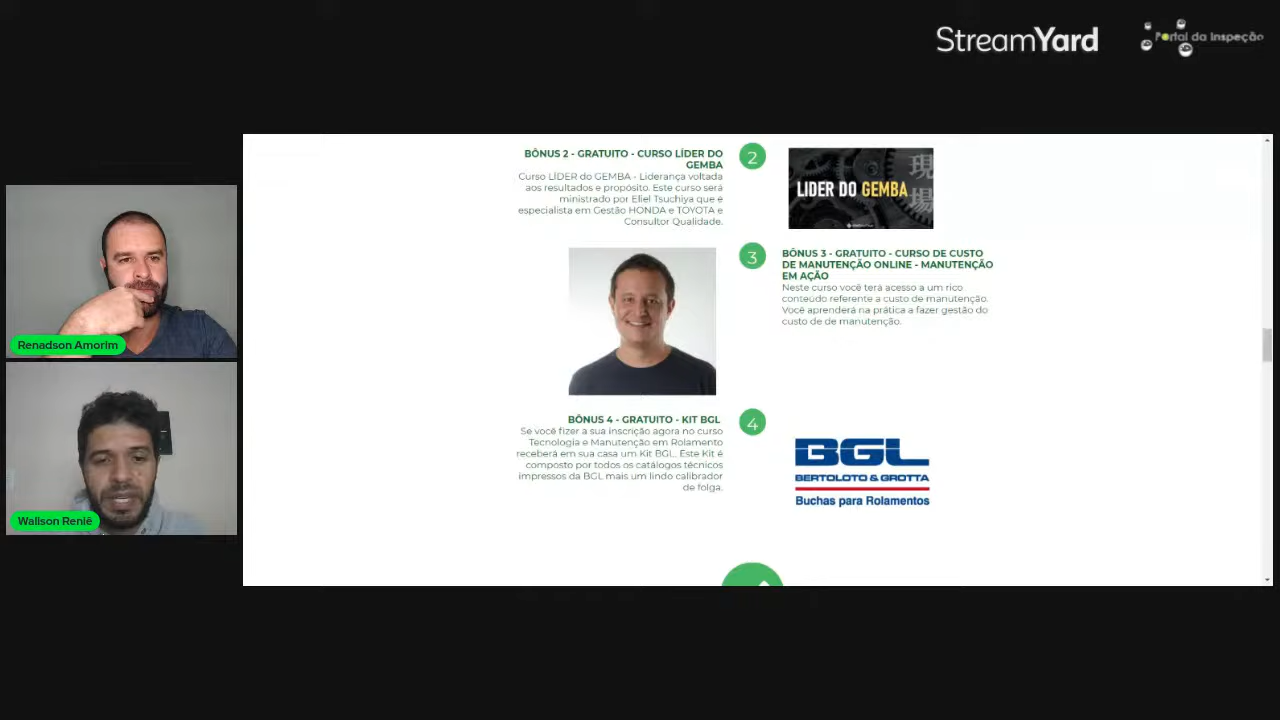 StreamYard
Portal da Inspeção
BÔNUS 2 - GRATUITO - CURSO LÍDER DO
GEMBA
Curso LÍDER do GEMBA - Liderança voltada
aos resultados e propósito. Este curso será
ministrado por Eliel Tsuchiya que e
especialista em Gestão HONDA e TOYOTA e
Consultor Qualidade.
2
LIDER DO GEMBA
現
場
3
BÔNUS 3 - GRATUITO - CURSO DE CUSTO
DE MANUTENÇÃO ONLINE - MANUTENÇÃO
EM AÇÃO
Neste curso você terá acesso a um rico
conteúdo referente a custo de manutenção.
Você aprenderá na prática a fazer gestão do
custo de de manutenção.
BÔNUS 4 - GRATUITO - KIT BGL
Se você fizer a sua inscrição agora no curso
Tecnologia e Manutenção em Rolamento
receberá em sua casa um Kit BGL. Este Kit é
composto por todos os catálogos técnicos
impressos da BGL mais um lindo calibrador
de folga.
4
BGL
BERTOLOTO & GROTTA
Buchas para Rolamentos
Renadson Amorim
Walison Reniê